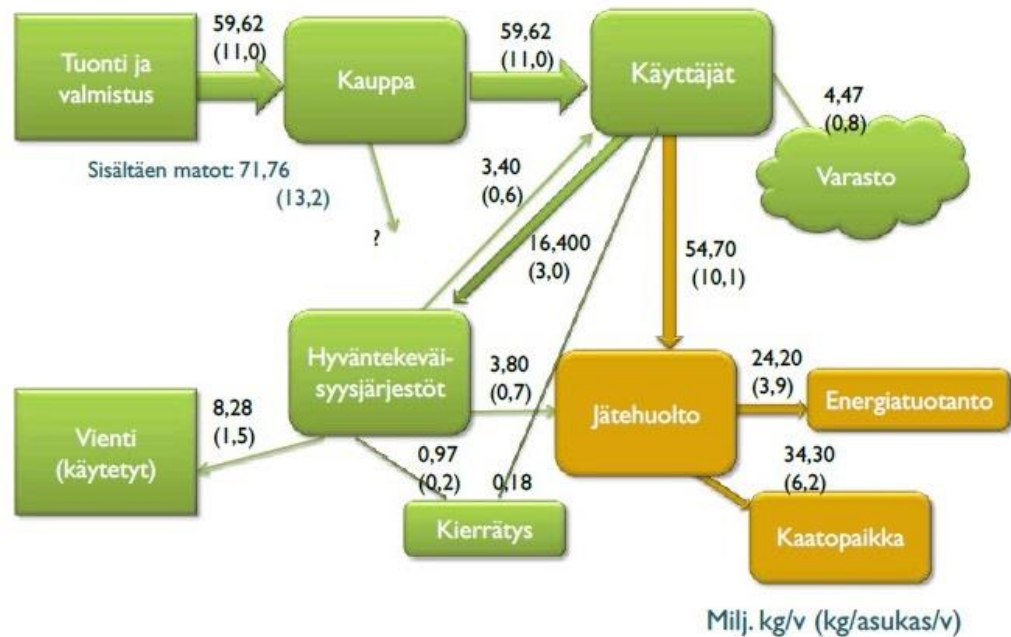 59,62
(11,0)
59,62
(11,0)
Tuonti ja
valmistus
Kauppa
Käyttäjät
4,47
(0,8)
Varasto
Sisältäen matot: 71,76
(13,2)
3,40
(0,6)
?
16,400
(3,0)
54,70
(10,1)
Hyväntekeväi-
syysjärjestöt
3,80
(0,7)
24,20
(3,9)
Energiatuotanto
Jätehuolto
8,28
(1,5)
Vienti
(käytetyt)
0,97
(0,2)
0,18
34,30
(6,2)
Kierrätys
Kaatopaikka
Milj. kg/v (kg/asukas/v)